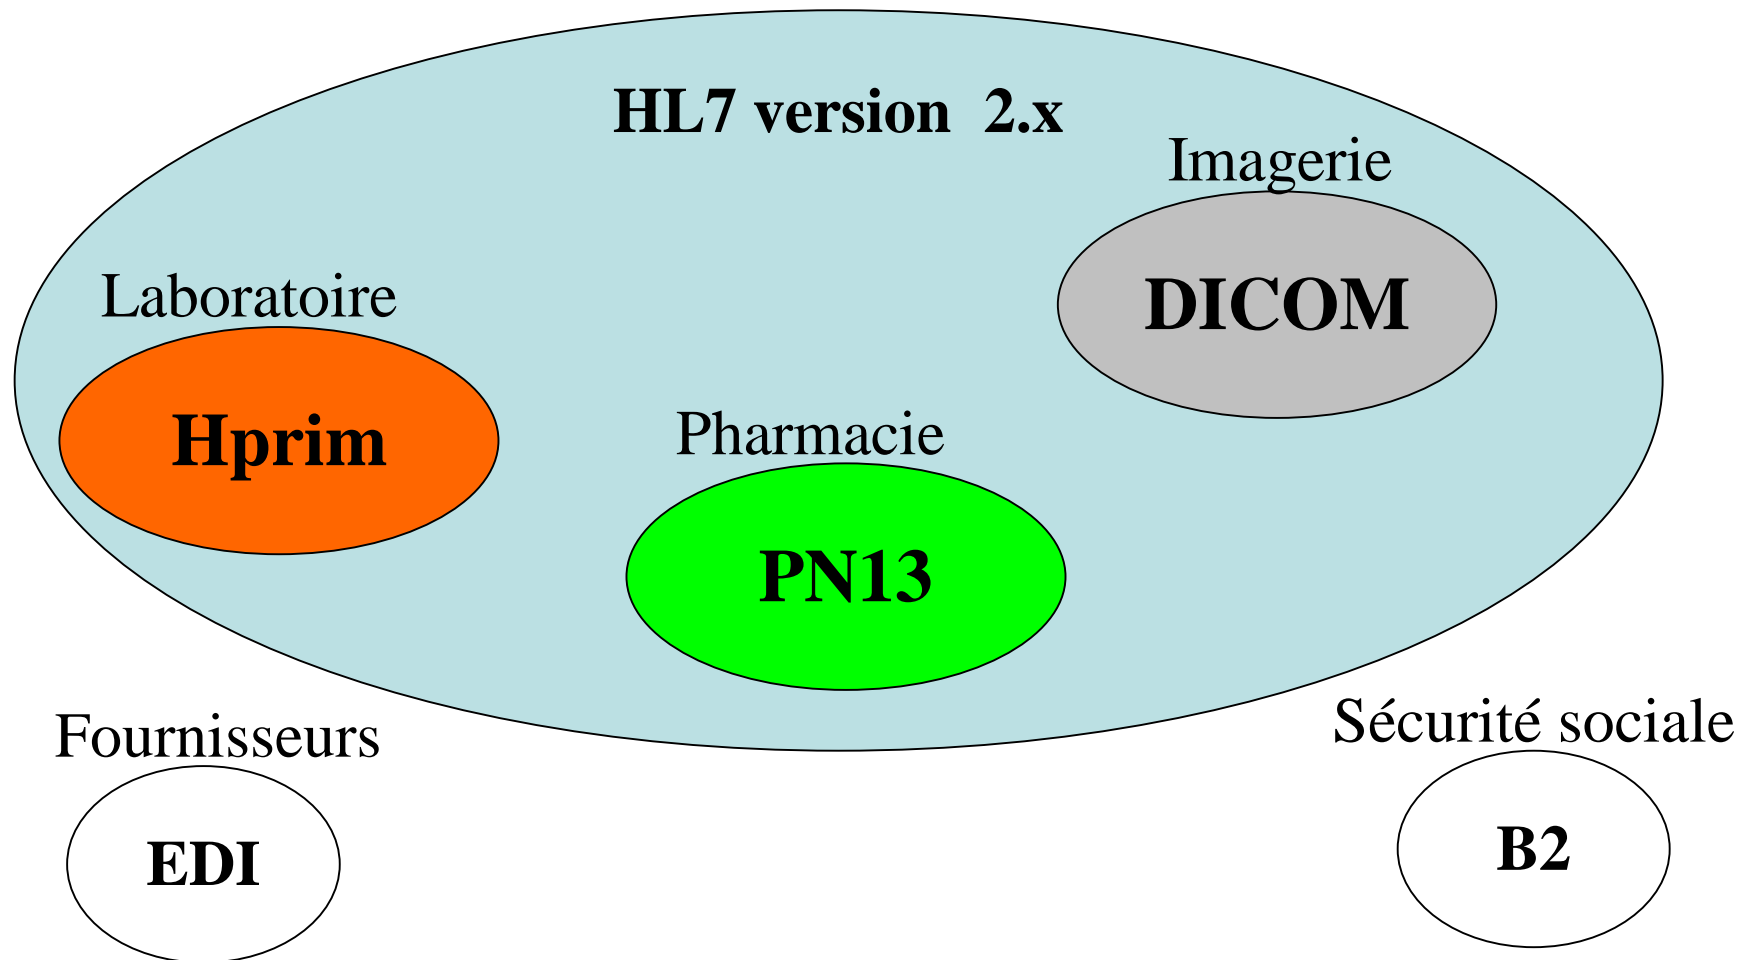 HL7 version 2.x
Imagerie
DICOM
Laboratoire
Hprim
Pharmacie
PN13
Fournisseurs
EDI
Sécurité sociale
B2